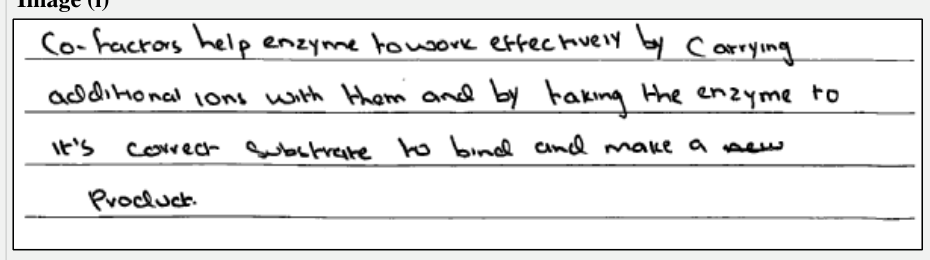 Image (i)
Co-factors help enzyme to work effectively by carrying
additional ions with them and by taking the enzyme to
it's correct substrate to bind and make a new
Product.